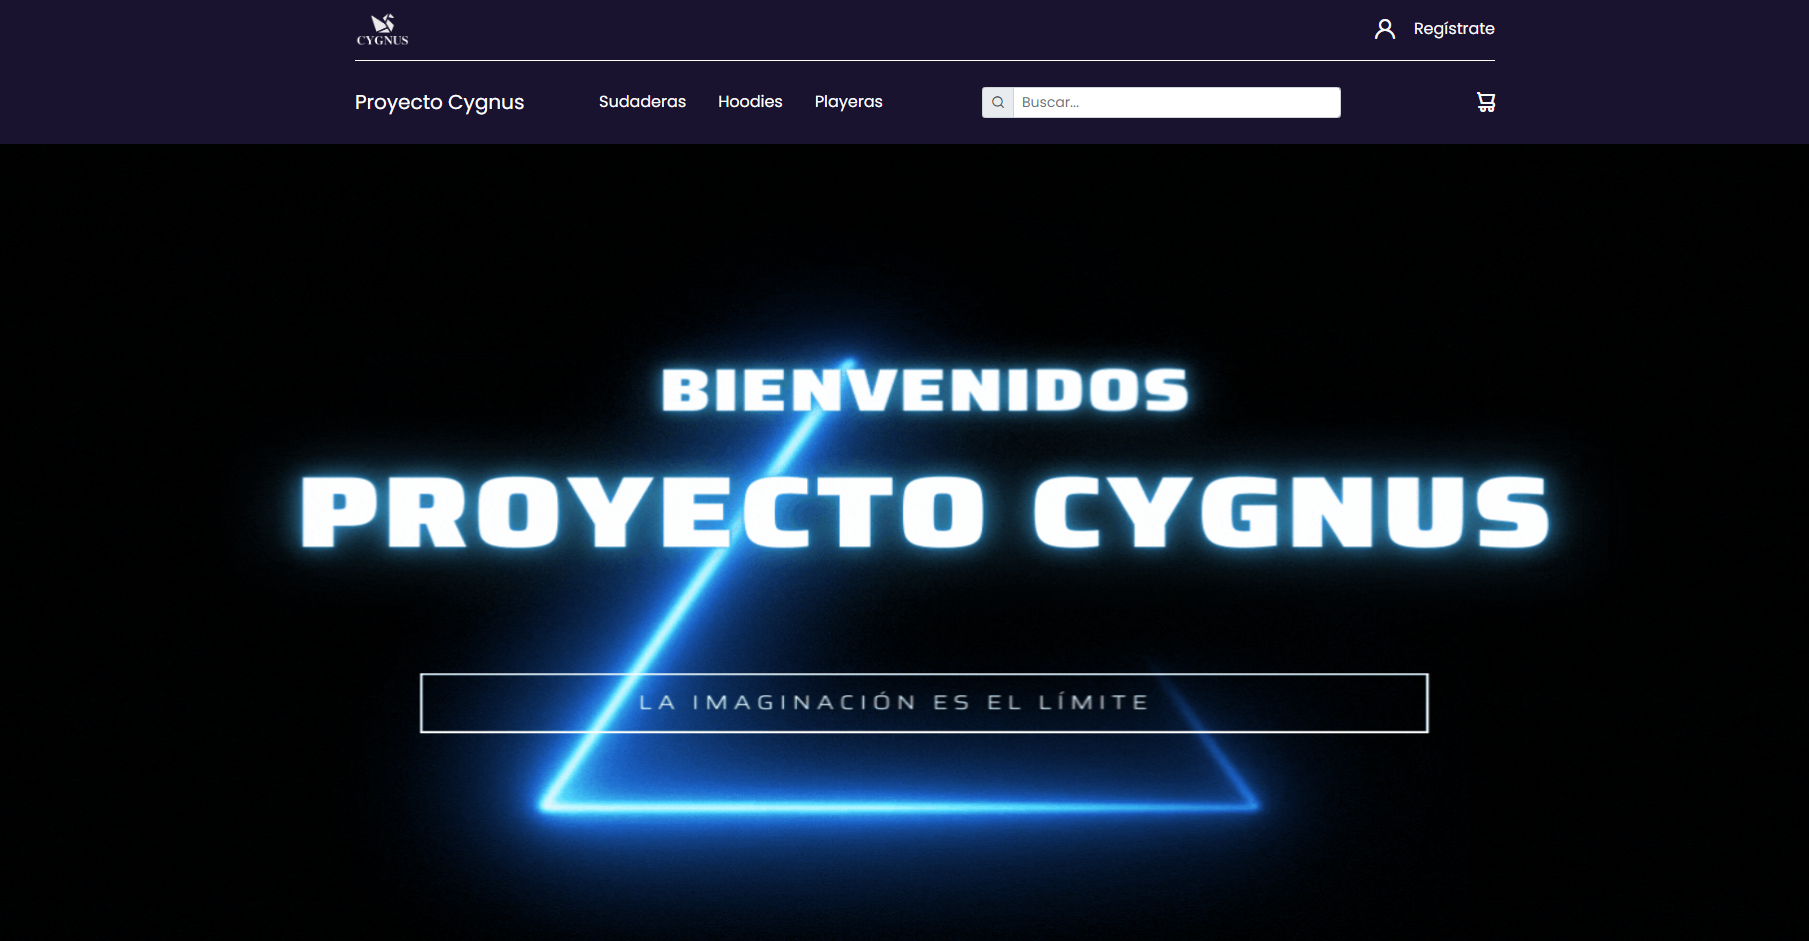 CYGNUS
Regístrate
Proyecto Cygnus
Sudaderas
Hoodies
Playeras
Buscar...
BIENVENIDOS
PROYECTO CYGNUS
LA IMAGINACIÓN ES EL LÍMITE